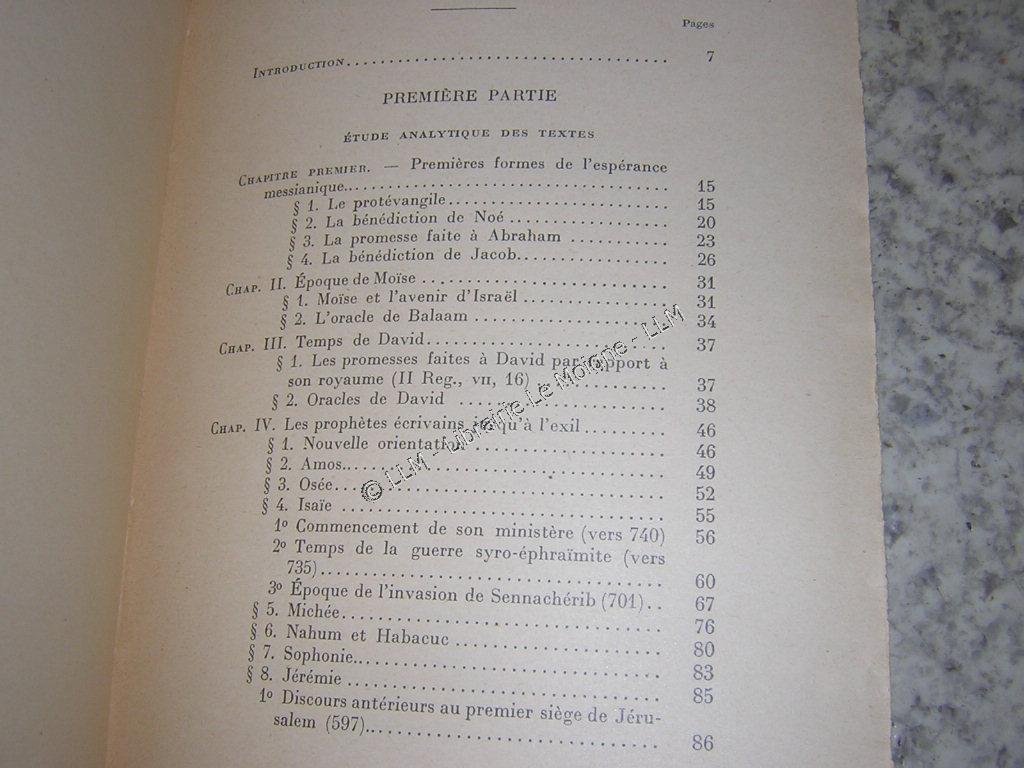 Pages
INTRODUCTION.................................... 7
PREMIÈRE PARTIE
ÉTUDE ANALYTIQUE DES TEXTES
CHAPITRE PREMIER. — Premières formes de l'espérance
messianique.................................... 15
§ 1. Le protévangile.......................... 15
§ 2. La bénédiction de Noé .................. 20
§ 3. La promesse faite à Abraham ........... 23
§ 4. La bénédiction de Jacob................. 26
CHAP. II. Époque de Moïse ........................... 31
§ 1. Moïse et l'avenir d'Israël ................ 31
§ 2. L'oracle de Balaam ...................... 34
CHAP. III. Temps de David........................... 37
§ 1. Les promesses faites à David par rapport à
son royaume (II Reg., VII, 16) ............. 37
§ 2. Oracles de David ....................... 38
CHAP. IV. Les prophètes écrivains jusqu'à l'exil ......... 46
§ 1. Nouvelle orientation .................... 46
§ 2. Amos.................................. 49
§ 3. Osée................................... 52
§ 4. Isaïe .................................. 55
1º Commencement de son ministère (vers 740) 56
2º Temps de la guerre syro-éphraïmite (vers
735).................................... 60
3º Époque de l'invasion de Sennachérib (701).. 67
§ 5. Michée................................. 76
§ 6. Nahum et Habacuc ...................... 80
§ 7. Sophonie................................ 83
§ 8. Jérémie ................................ 85
1º Discours antérieurs au premier siège de Jéru-
salem (597)............................... 86
© LLM - Librairie Le Moigne - LLM